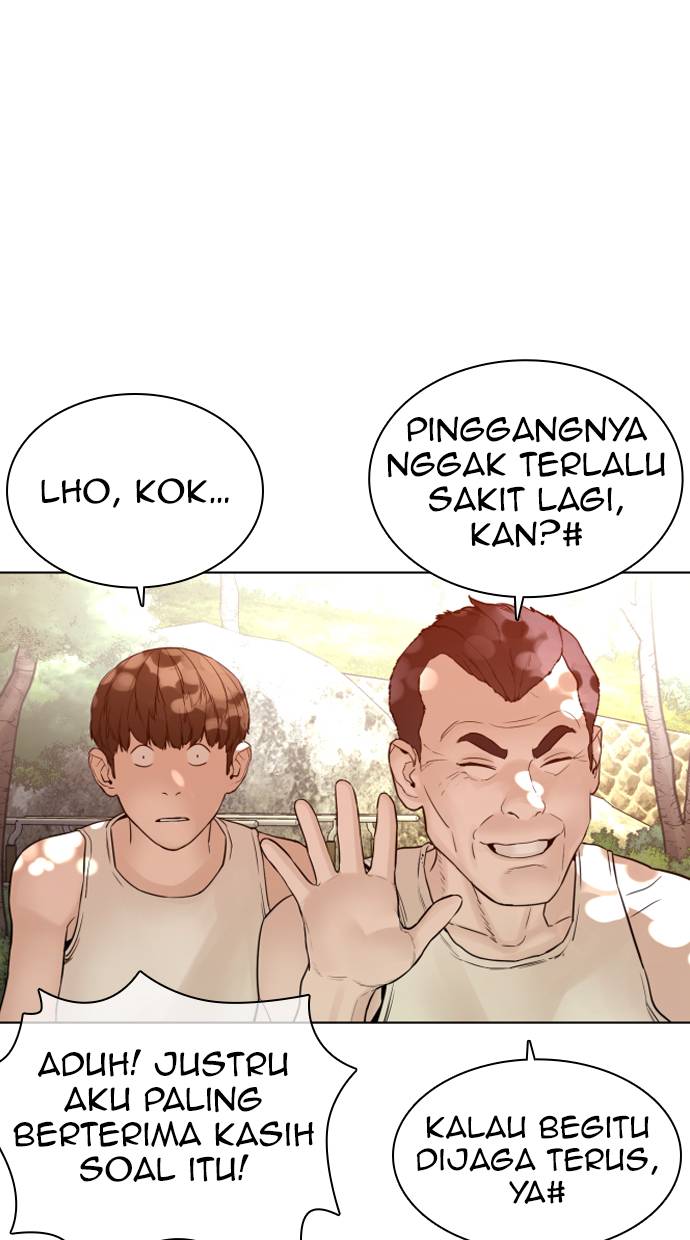 LHO, KOK...
PINGGANGNYA
NGGAK TERLALU
SAKIT LAGI,
KAN?#
ADUH! JUSTRU
AKU PALING
BERTERIMA KASIH
SOAL ITU!
KALAU BEGITU
DIJAGA TERUS,
YA#